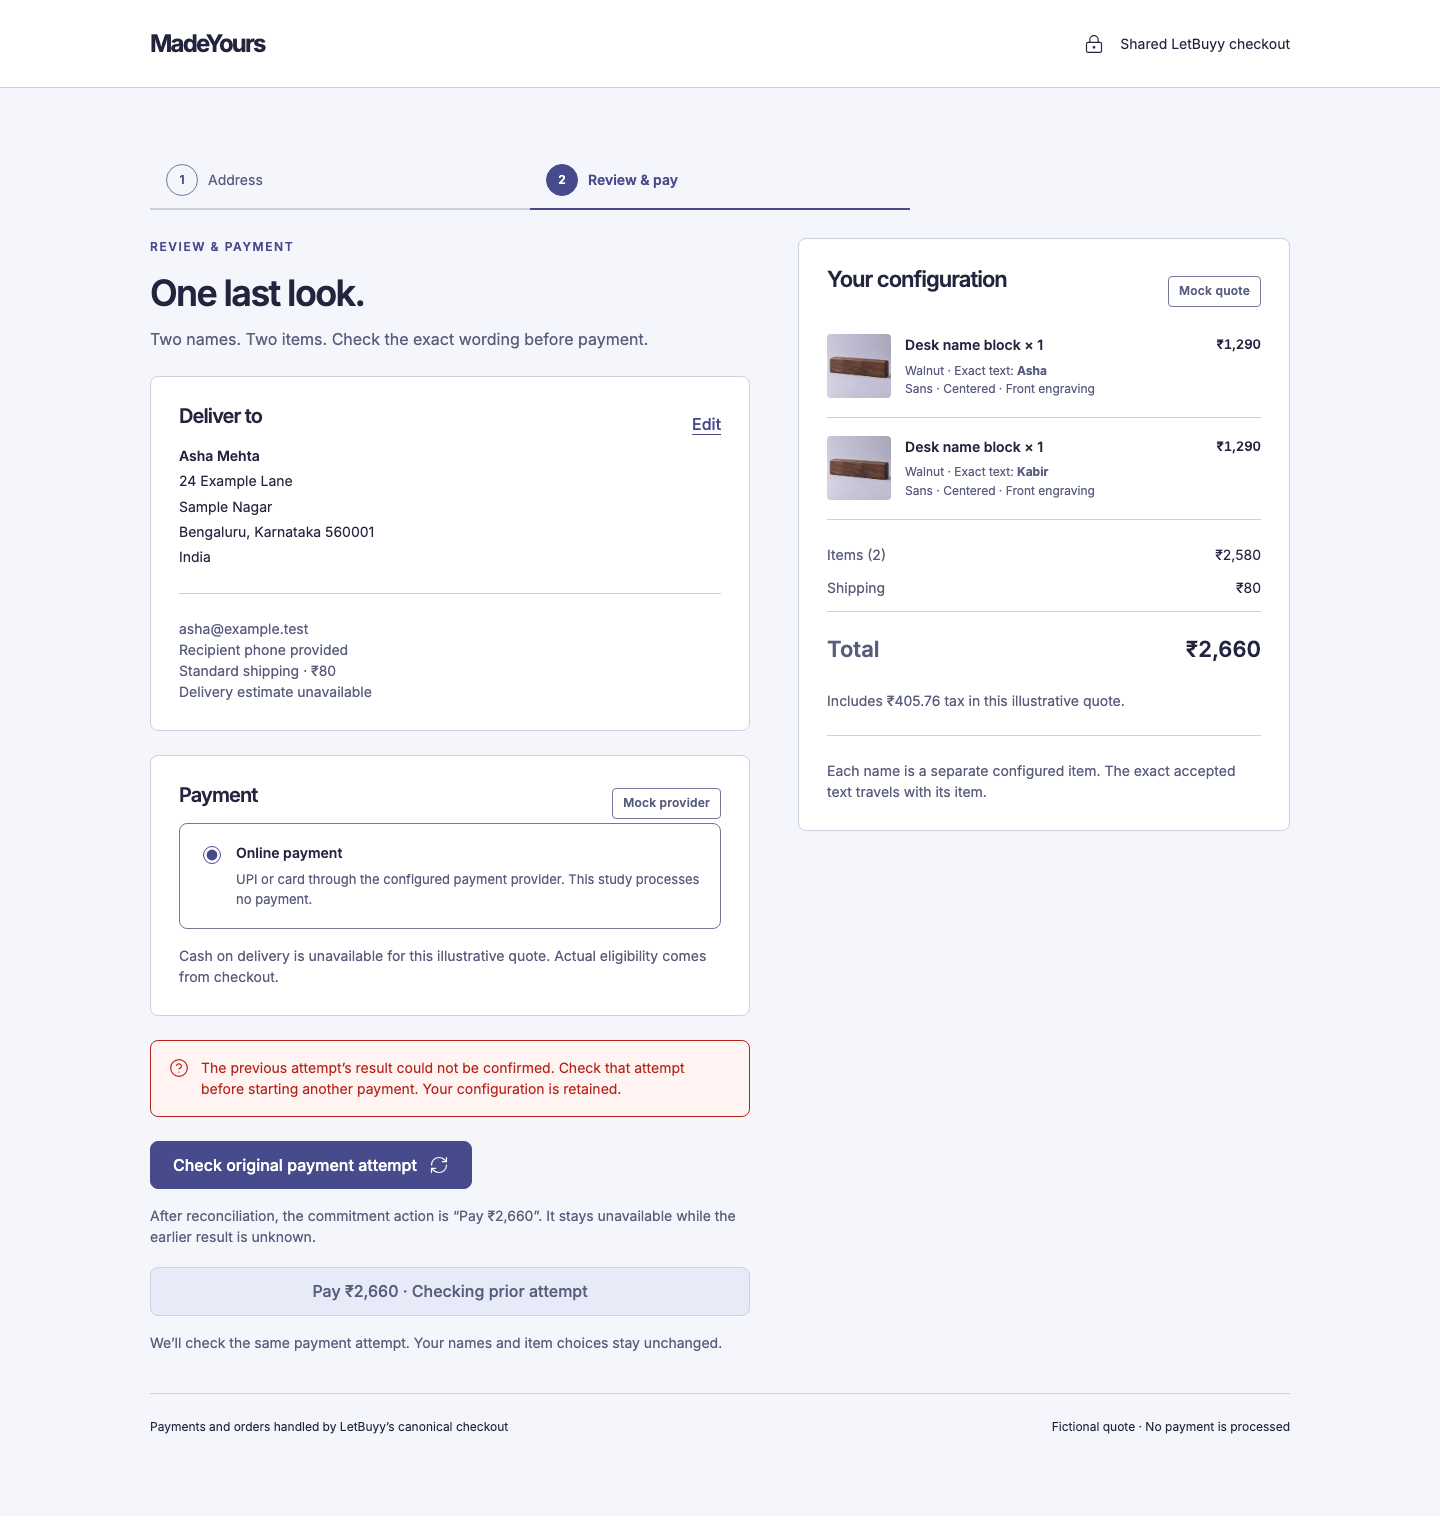 MadeYours
Shared LetBuyy checkout
1 Address
2 Review & pay
REVIEW & PAYMENT
One last look.
Two names. Two items. Check the exact wording before payment.
Deliver to
Edit
Asha Mehta
24 Example Lane
Sample Nagar
Bengaluru, Karnataka 560001
India
asha@example.test
Recipient phone provided
Standard shipping · ₹80
Delivery estimate unavailable
Payment
Mock provider
Online payment
UPI or card through the configured payment provider. This study processes
no payment.
Cash on delivery is unavailable for this illustrative quote. Actual eligibility comes
from checkout.
The previous attempt’s result could not be confirmed. Check that attempt
before starting another payment. Your configuration is retained.
Check original payment attempt
After reconciliation, the commitment action is “Pay ₹2,660”. It stays unavailable while the
earlier result is unknown.
Pay ₹2,660 · Checking prior attempt
We’ll check the same payment attempt. Your names and item choices stay unchanged.
Your configuration
Mock quote
Desk name block × 1 ₹1,290
Walnut · Exact text: Asha
Sans · Centered · Front engraving
Desk name block × 1 ₹1,290
Walnut · Exact text: Kabir
Sans · Centered · Front engraving
Items (2) ₹2,580
Shipping ₹80
Total ₹2,660
Includes ₹405.76 tax in this illustrative quote.
Each name is a separate configured item. The exact accepted
text travels with its item.
Payments and orders handled by LetBuyy’s canonical checkout
Fictional quote · No payment is processed